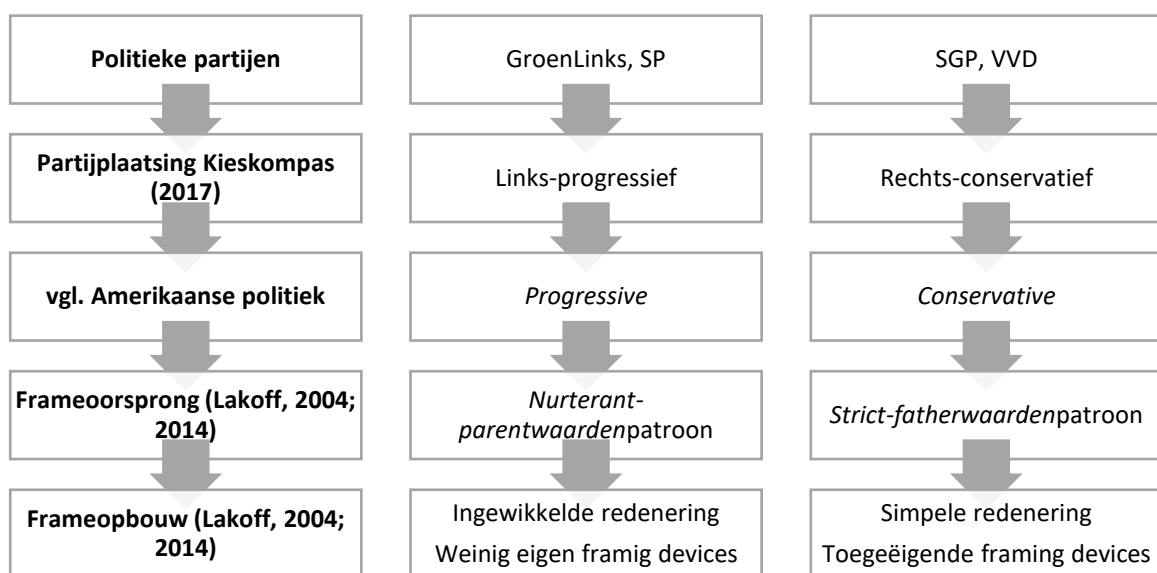 Politieke partijen
GroenLinks, SP
SGP, VVD
Partijplaatsing Kieskompas
(2017)
Links-progressief
Rechts-conservatief
vgl. Amerikaanse politiek
Progressive
Conservative
Frameoorsprong (Lakoff, 2004;
2014)
Nurterant-
parentwaardenpatroon
Strict-fatherwaardenpatroon
Frameopbouw (Lakoff, 2004;
2014)
Ingewikkelde redenering
Weinig eigen framig devices
Simpele redenering
Toegeëigende framing devices